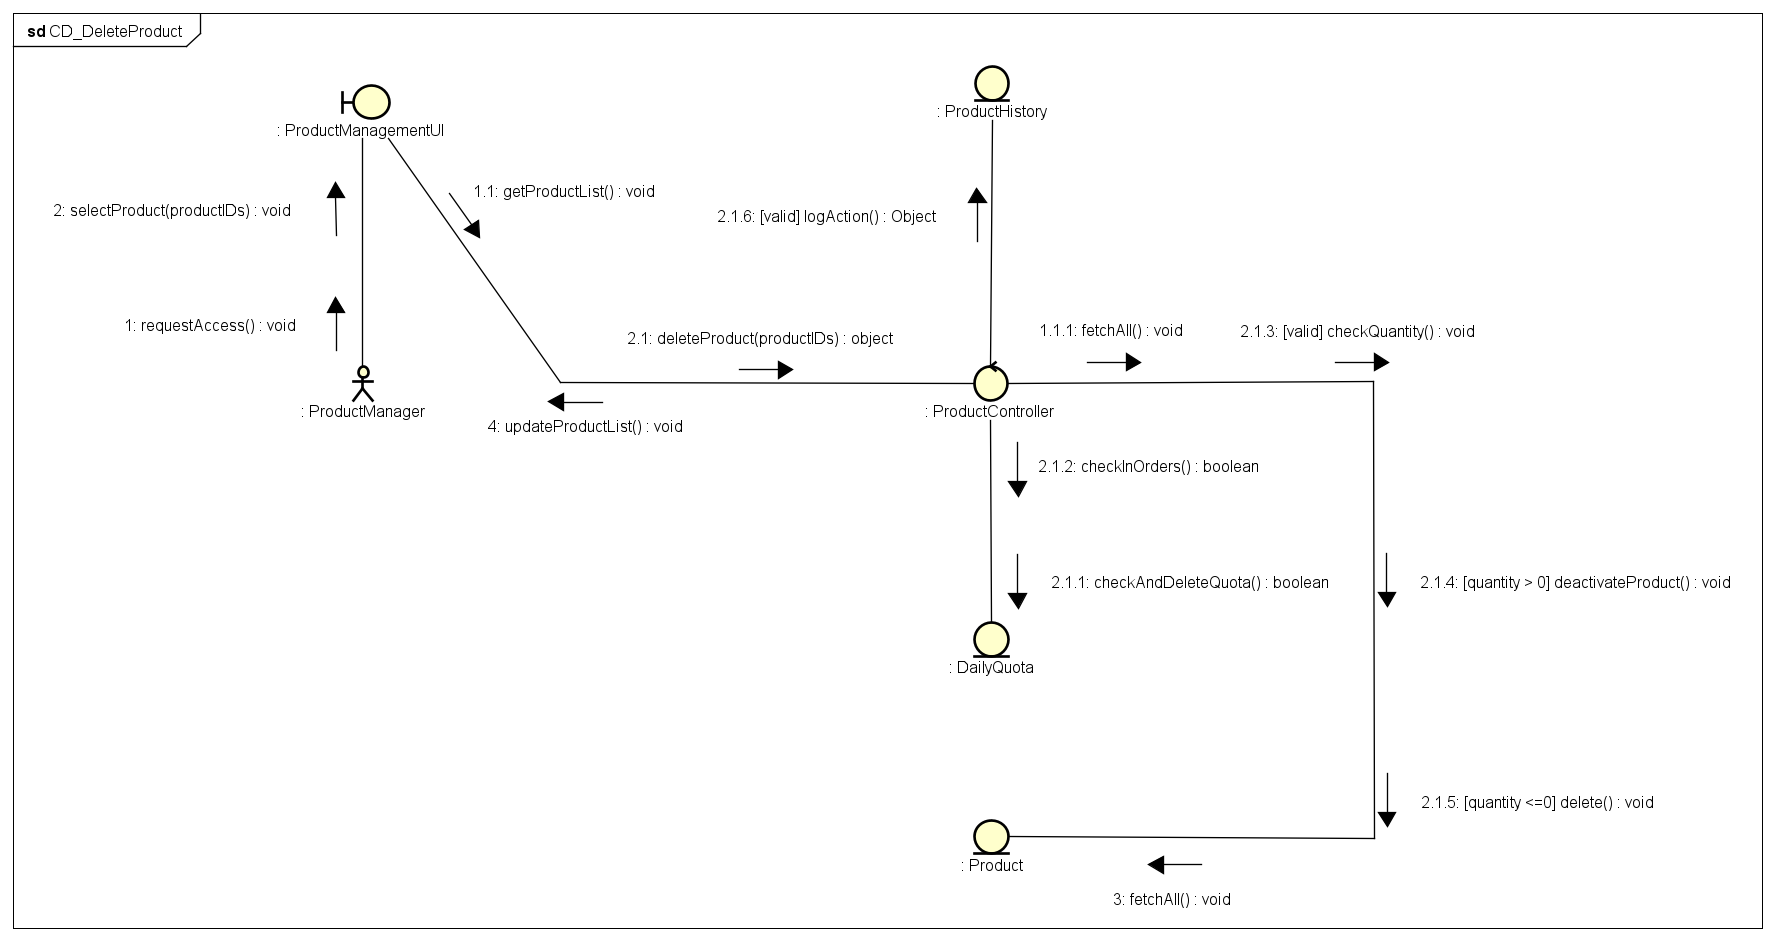 sd CD_DeleteProduct
: ProductHistory
: ProductManagementUI
1.1: getProductList() : void
2: selectProduct(productIDs) : void
2.1.6: [valid] logAction() : Object
1: requestAccess() : void
2.1: deleteProduct(productIDs) : object
1.1.1: fetchAll() : void
2.1.3: [valid] checkQuantity() : void
: ProductManager
: ProductController
4: updateProductList() : void
2.1.2: checkInOrders() : boolean
2.1.1: checkAndDeleteQuota() : boolean
2.1.4: [quantity > 0] deactivateProduct() : void
: DailyQuota
2.1.5: [quantity <=0] delete() : void
: Product
3: fetchAll() : void